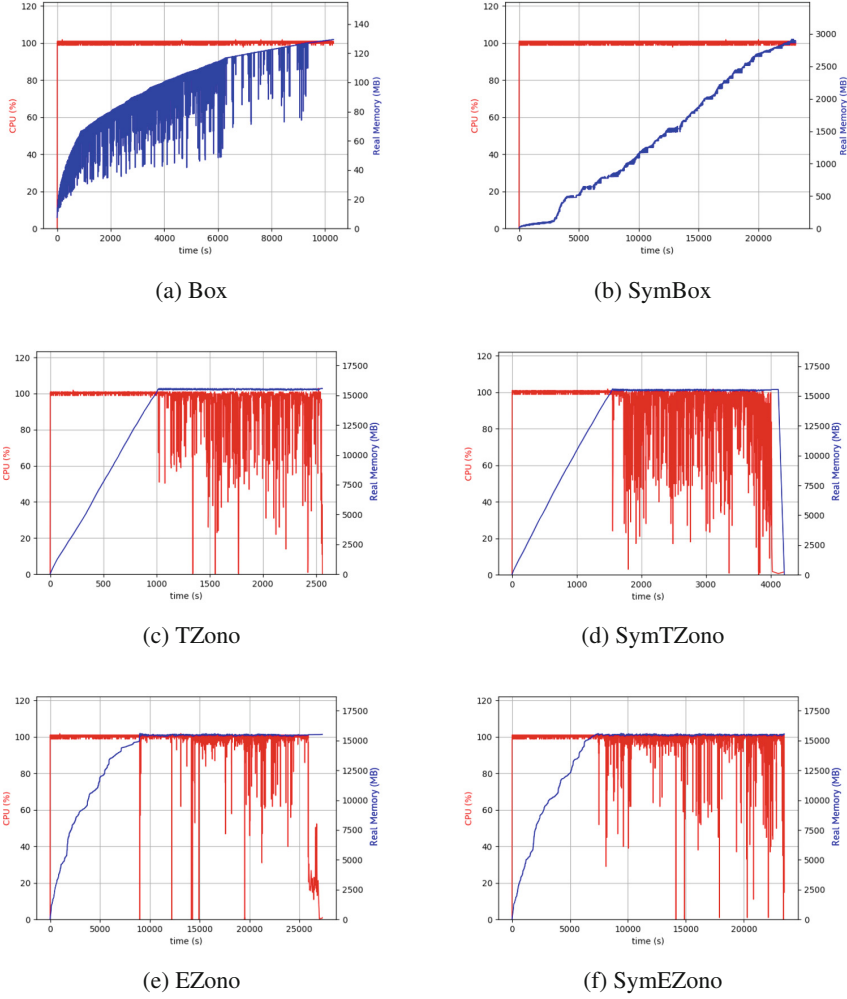 120
100
80
60
40
20
0
CPU (%)
140
120
100
80
60
40
20
0
Real Memory (MB)
0 2000 4000 6000 8000 10000
time (s)
(a) Box
120
100
80
60
40
20
0
CPU (%)
3000
2500
2000
1500
1000
500
0
Real Memory (MB)
0 5000 10000 15000 20000
time (s)
(b) SymBox
120
100
80
60
40
20
0
CPU (%)
17500
15000
12500
10000
7500
5000
2500
0
Real Memory (MB)
0 500 1000 1500 2000 2500
time (s)
(c) TZono
120
100
80
60
40
20
0
CPU (%)
17500
15000
12500
10000
7500
5000
2500
0
Real Memory (MB)
0 1000 2000 3000 4000
time (s)
(d) SymTZono
120
100
80
60
40
20
0
CPU (%)
17500
15000
12500
10000
7500
5000
2500
0
Real Memory (MB)
0 5000 10000 15000 20000 25000
time (s)
(e) EZono
120
100
80
60
40
20
0
CPU (%)
17500
15000
12500
10000
7500
5000
2500
0
Real Memory (MB)
0 5000 10000 15000 20000
time (s)
(f) SymEZono